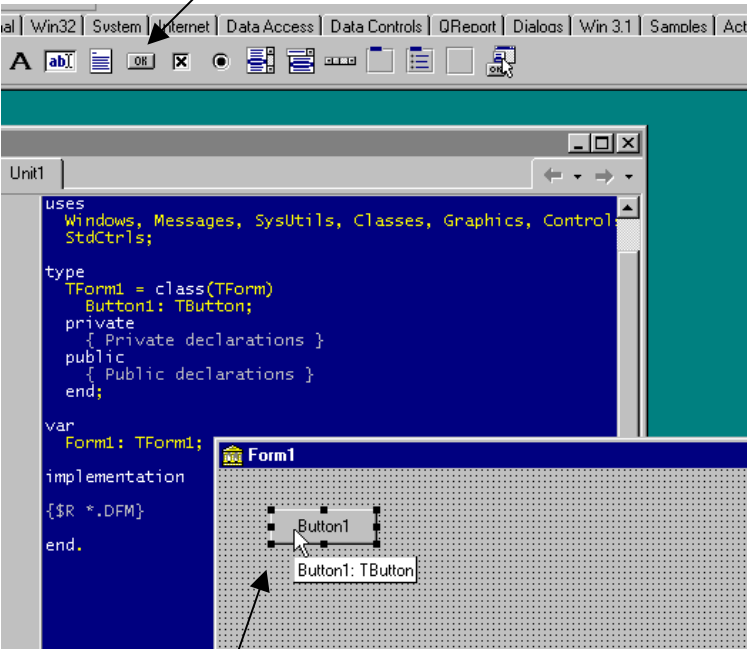 al Win32 System Internet Data Access Data Controls QReport Dialogs Win 3.1 Samples Act
A ab OK OK
Unit1
uses
Windows, Messages, SysUtils, Classes, Graphics, Control
StdCtrls;
type
TForm1 = class(TForm)
Button1: TButton;
private
{ Private declarations }
public
{ Public declarations }
end;
var
Form1: TForm1;
implementation
{$R *.DFM}
end.
Form1
Button1
Button1: TButton